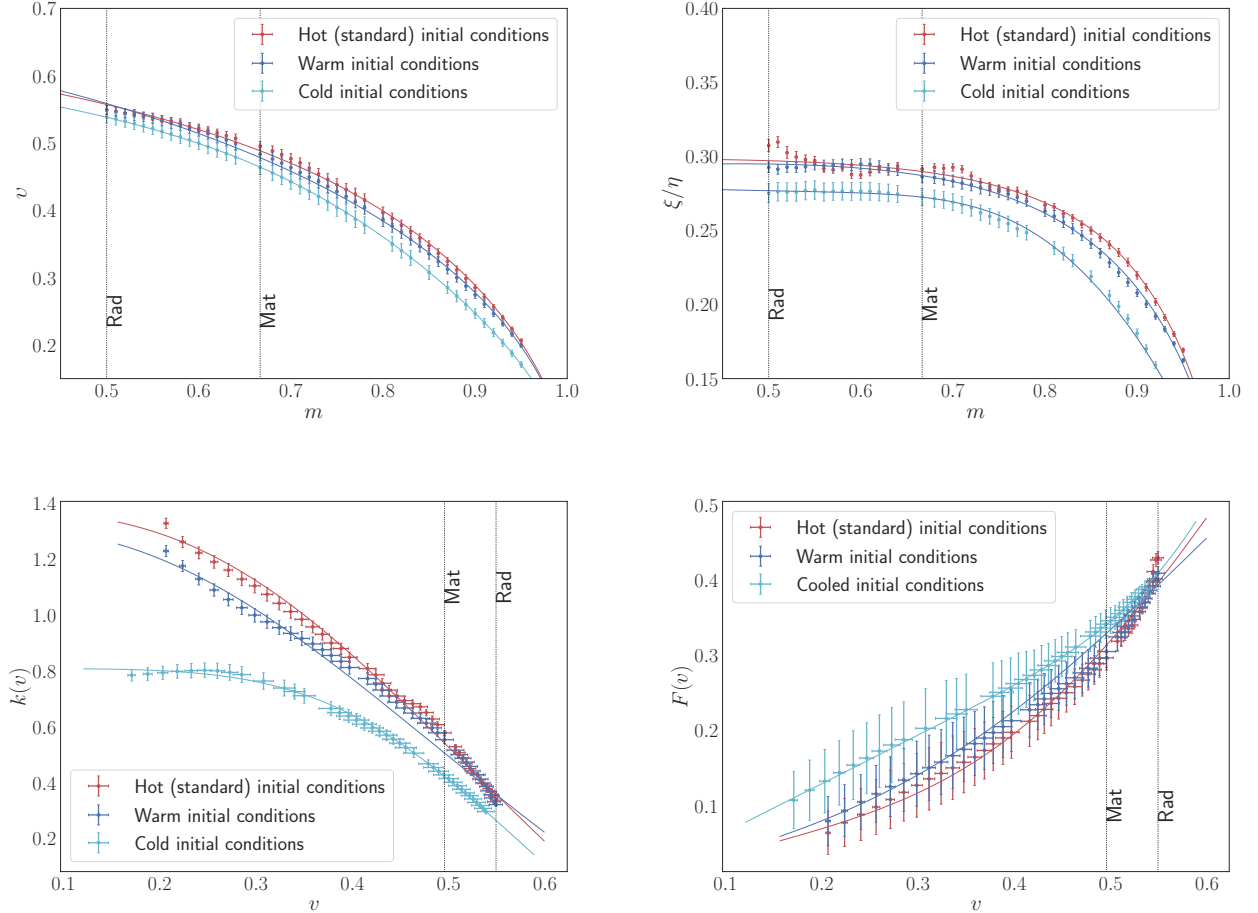 0.7
0.6
0.5
0.4
0.3
0.2
v
Hot (standard) initial conditions
Warm initial conditions
Cold initial conditions
Rad
Mat
0.5 0.6 0.7 0.8 0.9 1.0
m
0.40
0.35
0.30
0.25
0.20
0.15
ξ/η
Hot (standard) initial conditions
Warm initial conditions
Cold initial conditions
Rad
Mat
0.5 0.6 0.7 0.8 0.9 1.0
m
1.4
1.2
1.0
0.8
0.6
0.4
0.2
k(v)
Mat
Rad
Hot (standard) initial conditions
Warm initial conditions
Cold initial conditions
0.1 0.2 0.3 0.4 0.5 0.6
v
0.5
0.4
0.3
0.2
0.1
F(v)
Hot (standard) initial conditions
Warm initial conditions
Cooled initial conditions
Mat
Rad
0.1 0.2 0.3 0.4 0.5 0.6
v